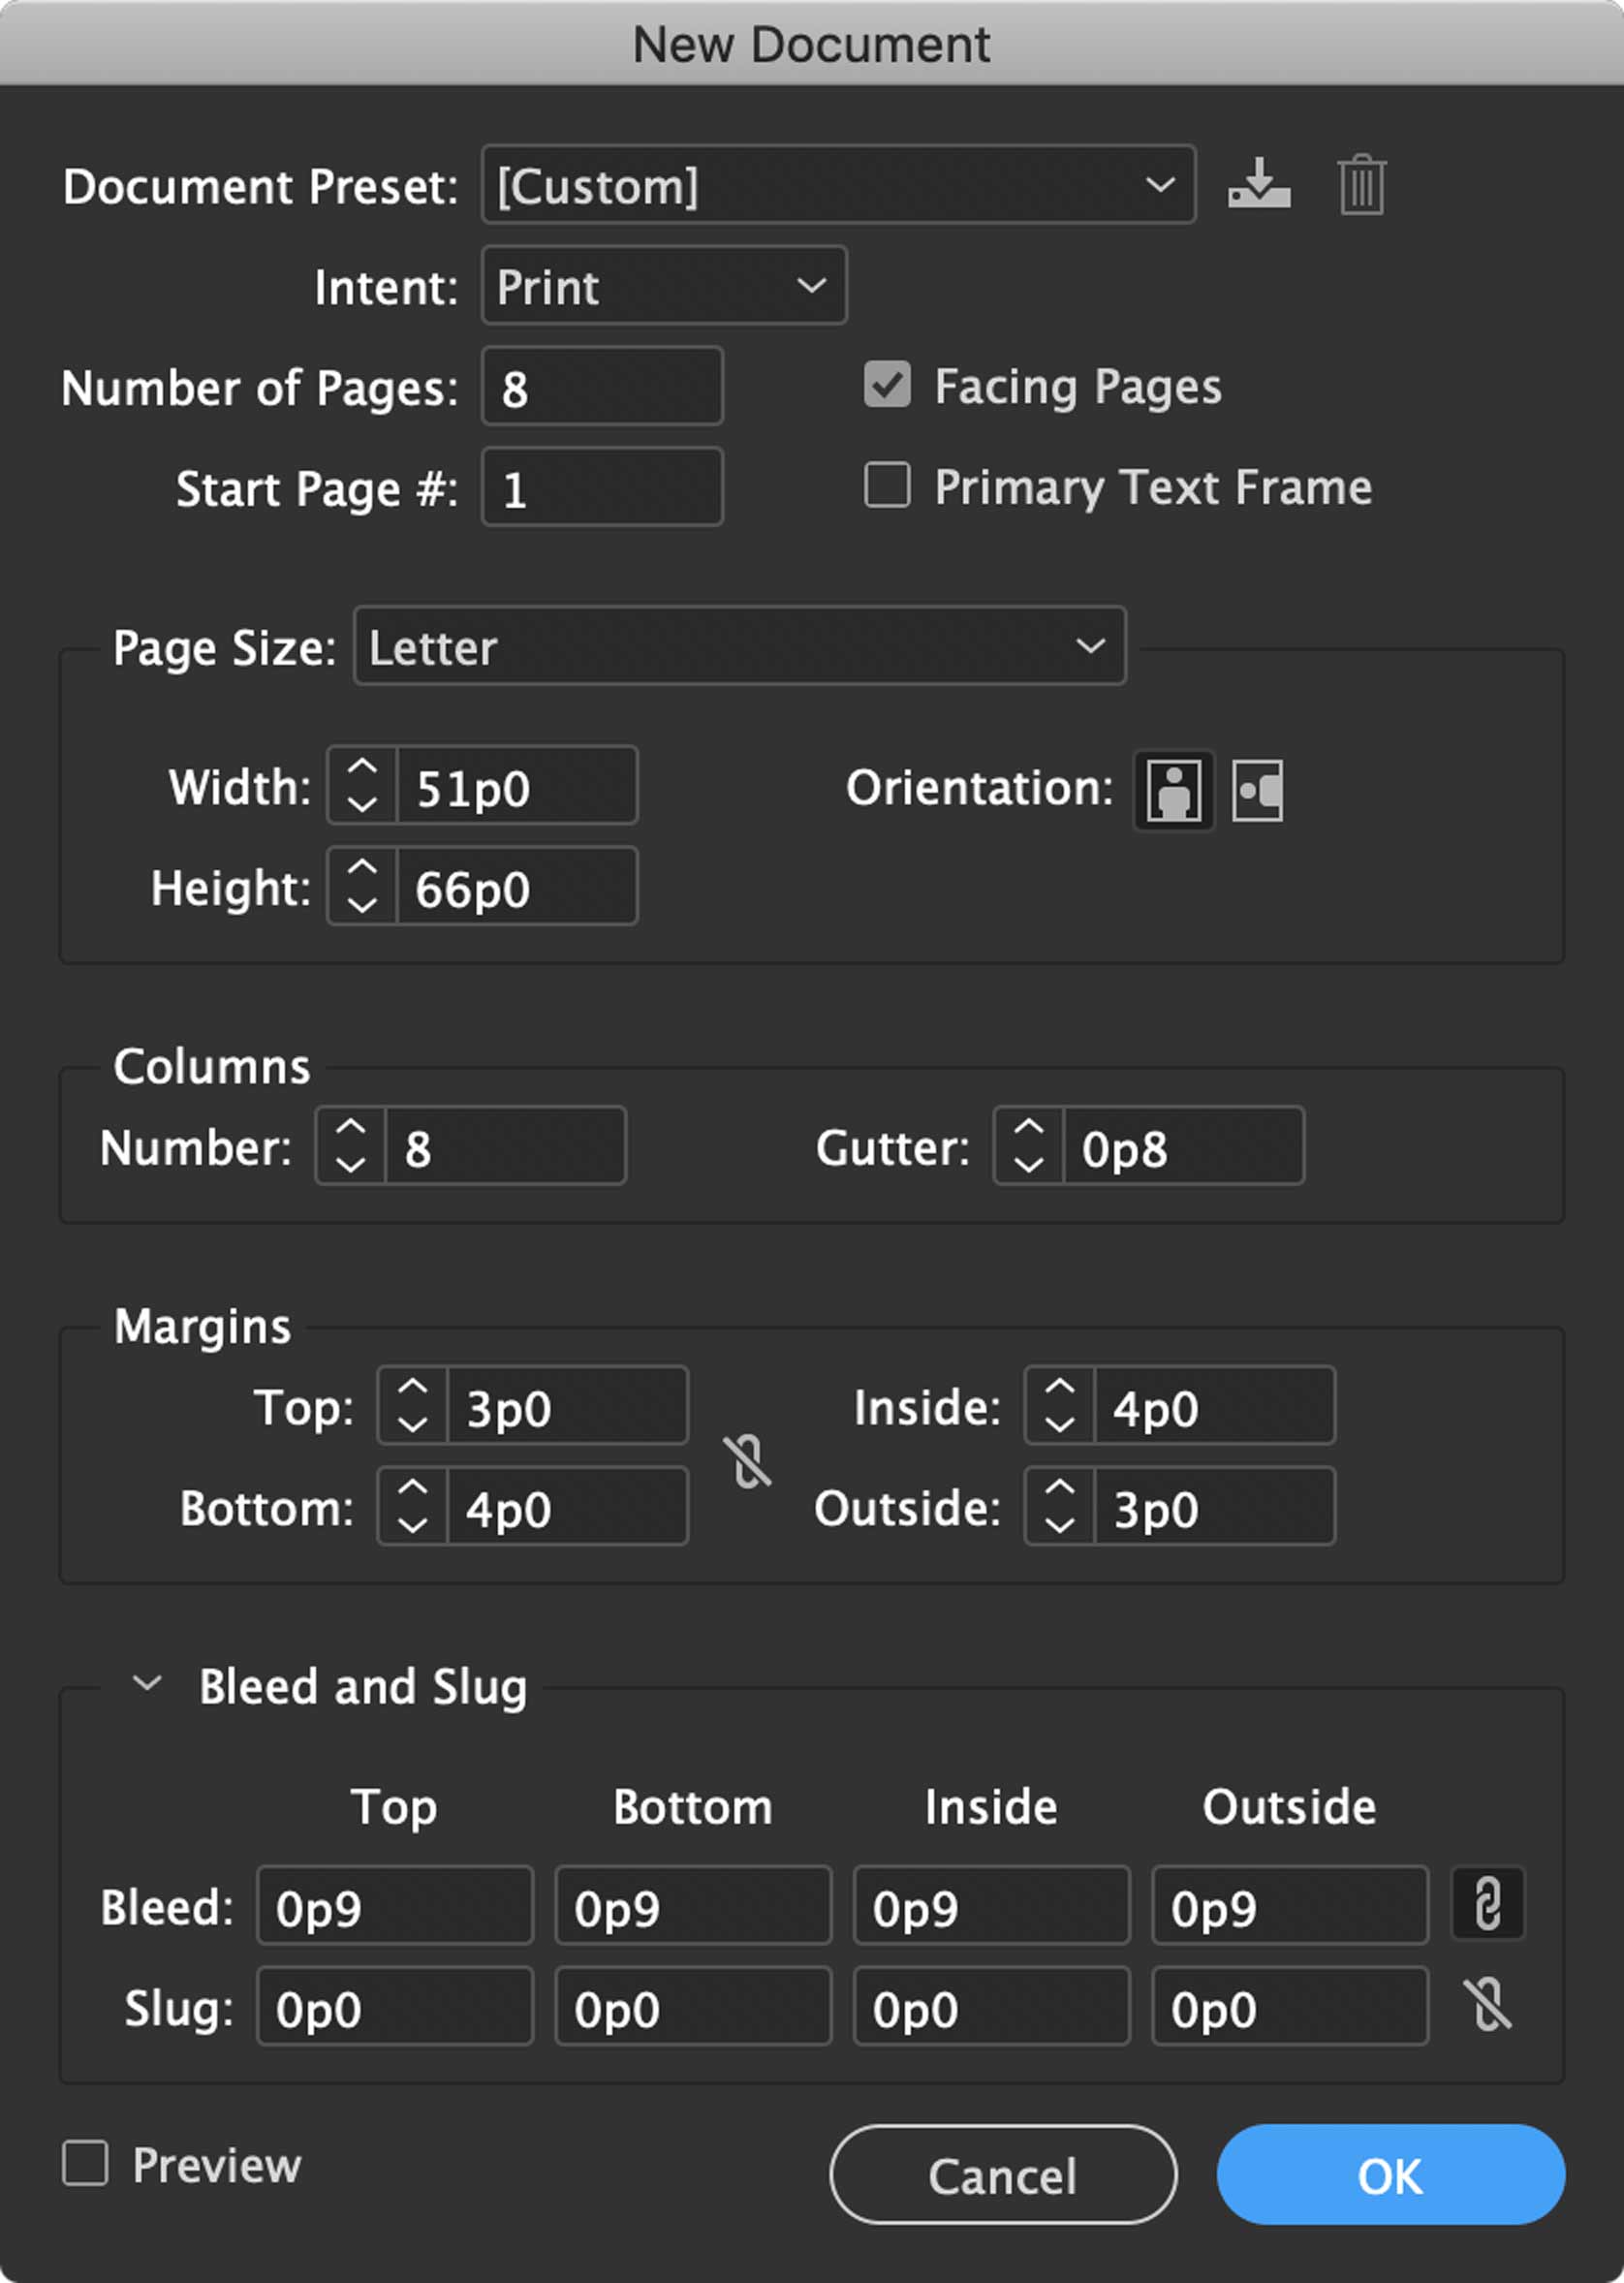 New Document
Document Preset: [Custom]
Intent: Print
Number of Pages: 8 Facing Pages
Start Page #: 1 Primary Text Frame
Page Size: Letter
Width: 51p0 Orientation:
Height: 66p0
Columns
Number: 8 Gutter: 0p8
Margins
Top: 3p0 Inside: 4p0
Bottom: 4p0 Outside: 3p0
Bleed and Slug
Top Bottom Inside Outside
Bleed: 0p9 0p9 0p9 0p9
Slug: 0p0 0p0 0p0 0p0
Preview Cancel OK